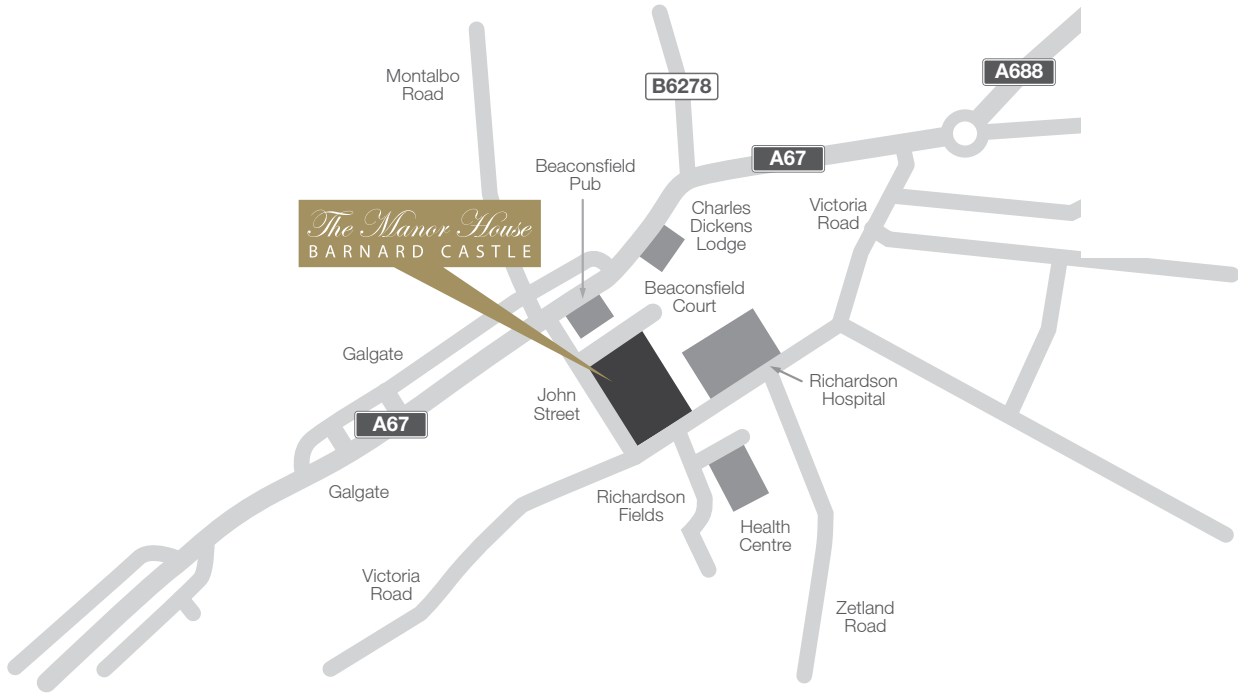 A688
Montalbo
Road
B6278
A67
Beaconsfield
Pub
Charles
Dickens
Lodge
Victoria
Road
The Manor House
BARNARD CASTLE
Beaconsfield
Court
Galgate
John
Street
Richardson
Hospital
A67
Galgate
Richardson
Fields
Health
Centre
Victoria
Road
Zetland
Road